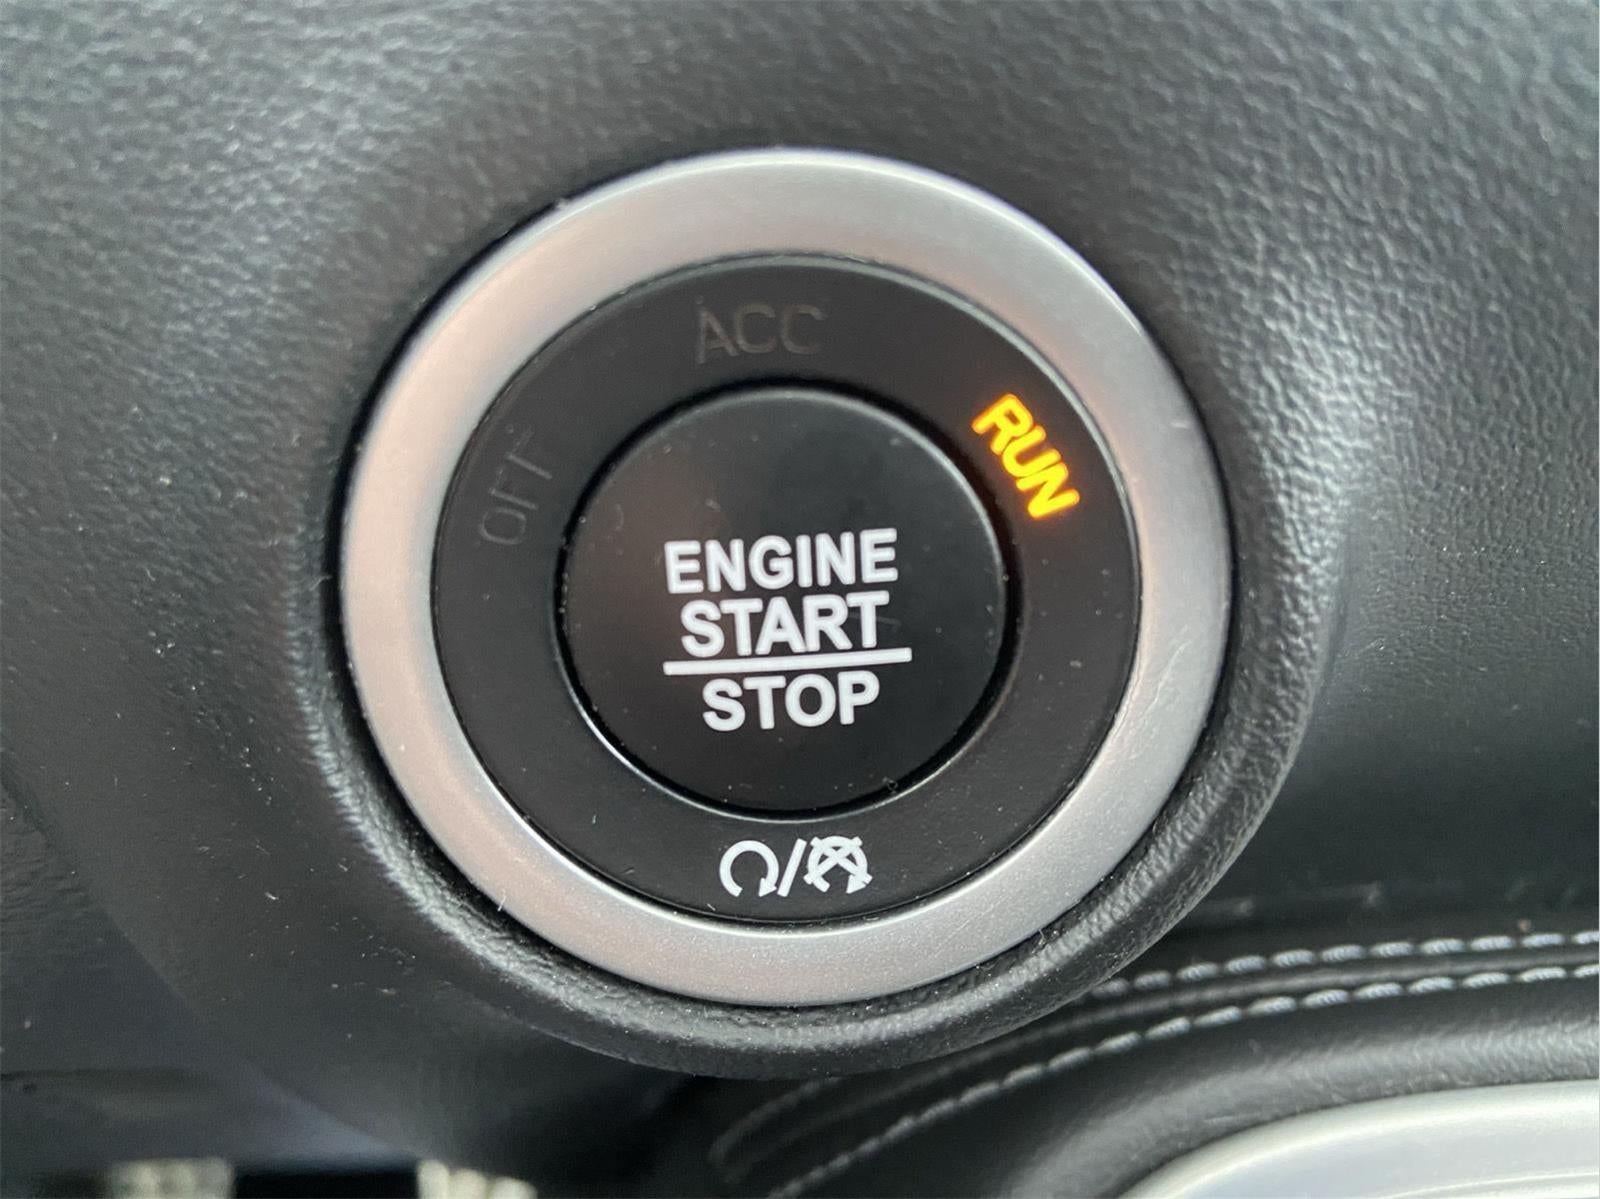 ACC
OFF
RUN
ENGINE
START
STOP